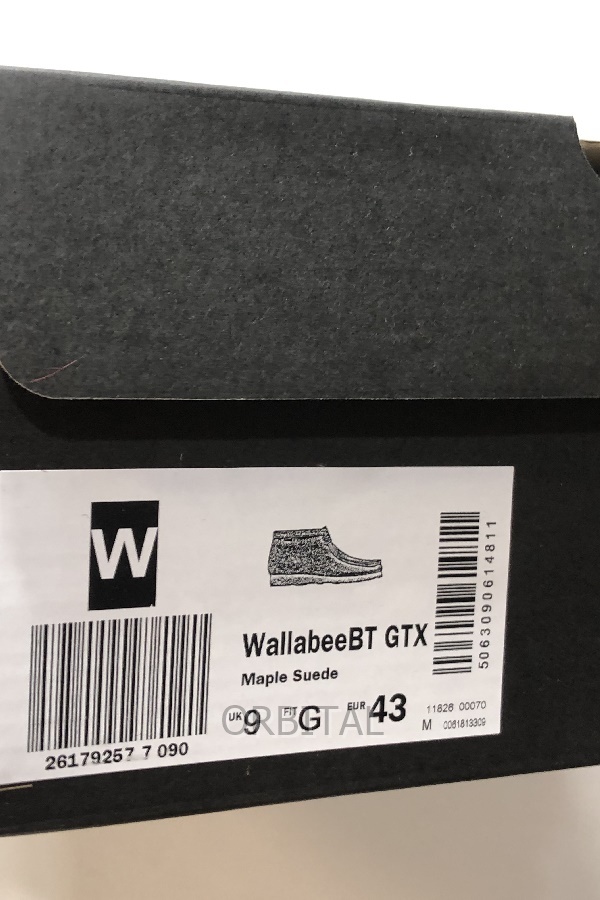 W
WallabeeBT GTX
Maple Suede
UK 9 FIT G EUR 43
26179257 7 090
5063090614811
11826 00070
M 0061813309
ORBITAL